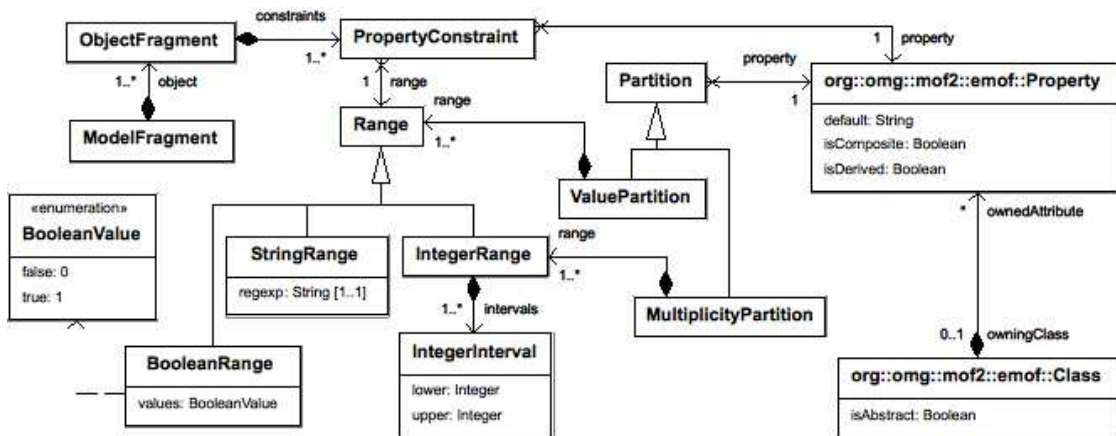 constraints
ObjectFragment
PropertyConstraint
1..*
1
property
1..*
object
1
range
property
Partition
1
org::omg::mof2::emof::Property
ModelFragment
Range
range
1..*
default: String
isComposite: Boolean
isDerived: Boolean
ValuePartition
«enumeration»
BooleanValue
false: 0
true: 1
*
ownedAttribute
StringRange
regexp: String [1..1]
IntegerRange
range
1..*
1..*
intervals
MultiplicityPartition
0..1
owningClass
BooleanRange
values: BooleanValue
IntegerInterval
lower: Integer
upper: Integer
org::omg::mof2::emof::Class
isAbstract: Boolean